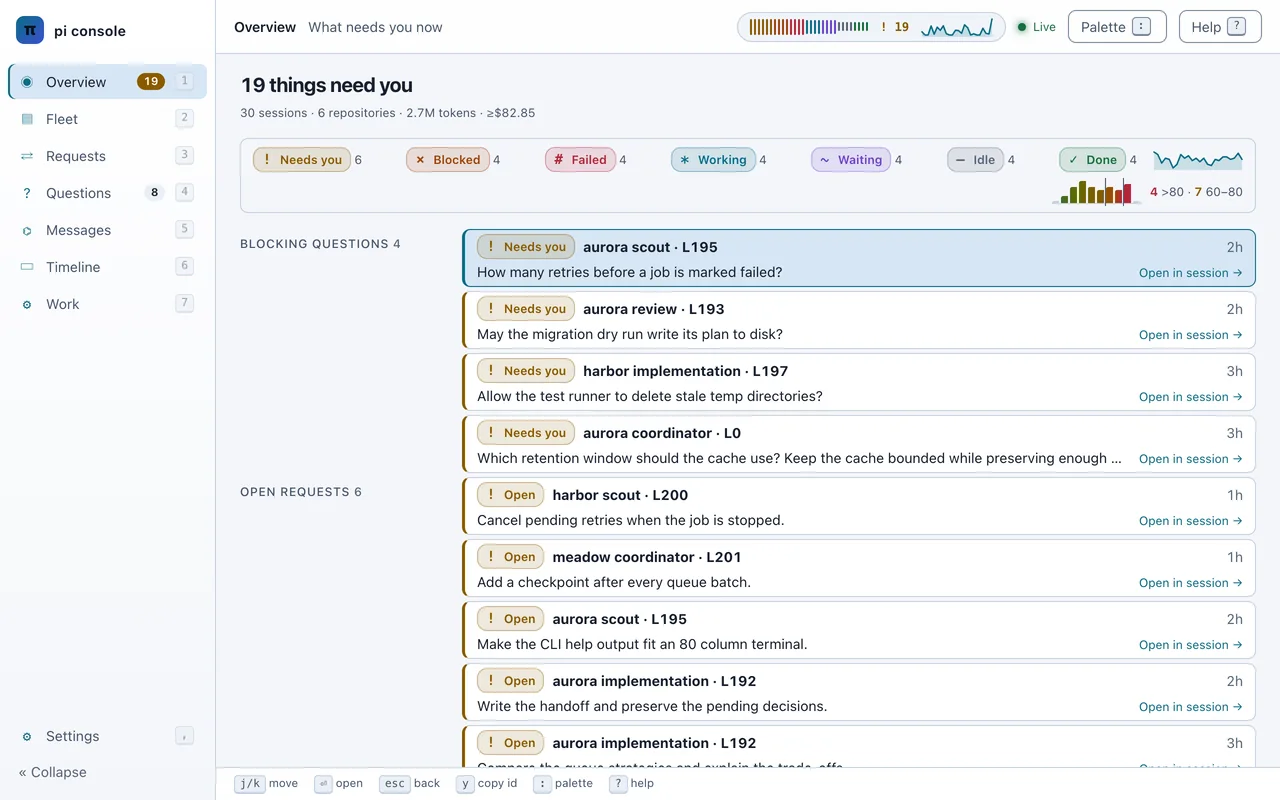 π pi console
Overview 19 1
Fleet 2
Requests 3
? Questions 8 4
Messages 5
Timeline 6
Work 7
Settings ,
« Collapse
Overview What needs you now
! 19
Live
Palette :
Help ?
19 things need you
30 sessions · 6 repositories · 2.7M tokens · ≥$82.85
! Needs you 6 × Blocked 4 # Failed 4 ∗ Working 4 ~ Waiting 4 – Idle 4 ✓ Done 4
4 >80 · 7 60–80
BLOCKING QUESTIONS 4
! Needs you aurora scout · L195 2h
How many retries before a job is marked failed? Open in session →
! Needs you aurora review · L193 2h
May the migration dry run write its plan to disk? Open in session →
! Needs you harbor implementation · L197 3h
Allow the test runner to delete stale temp directories? Open in session →
! Needs you aurora coordinator · L0 3h
Which retention window should the cache use? Keep the cache bounded while preserving enough ... Open in session →
OPEN REQUESTS 6
! Open harbor scout · L200 1h
Cancel pending retries when the job is stopped. Open in session →
! Open meadow coordinator · L201 1h
Add a checkpoint after every queue batch. Open in session →
! Open aurora scout · L195 2h
Make the CLI help output fit an 80 column terminal. Open in session →
! Open aurora implementation · L192 2h
Write the handoff and preserve the pending decisions. Open in session →
! Open aurora implementation · L192 3h
Compare the queue strategies and explain the trade-offs.
j/k move ⏎ open esc back y copy id : palette ? help